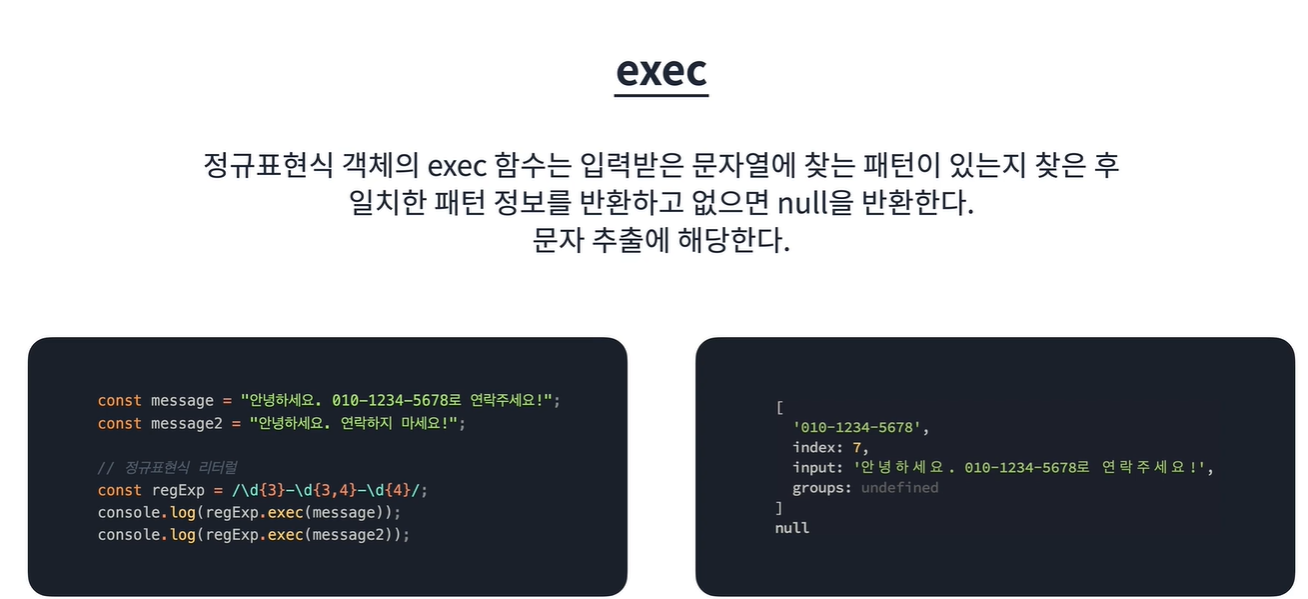 exec
정규표현식 객체의 exec 함수는 입력받은 문자열에 찾는 패턴이 있는지 찾은 후
일치한 패턴 정보를 반환하고 없으면 null을 반환한다.
문자 추출에 해당한다.
const message = "안녕하세요. 010-1234-5678로 연락주세요!";
const message2 = "안녕하세요. 연락하지 마세요!";
// 정규표현식 리터럴
const regExp = /\d{3}-\d{3,4}-\d{4}/;
console.log(regExp.exec(message));
console.log(regExp.exec(message2));
[
'010-1234-5678',
index: 7,
input: '안녕하세요. 010-1234-5678로 연락주세요!',
groups: undefined
]
null